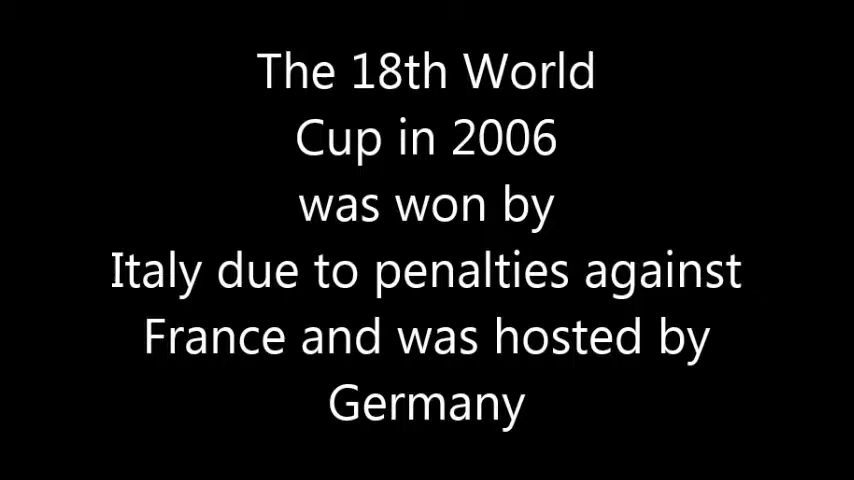 The 18th World
Cup in 2006
was won by
Italy due to penalties against
France and was hosted by
Germany